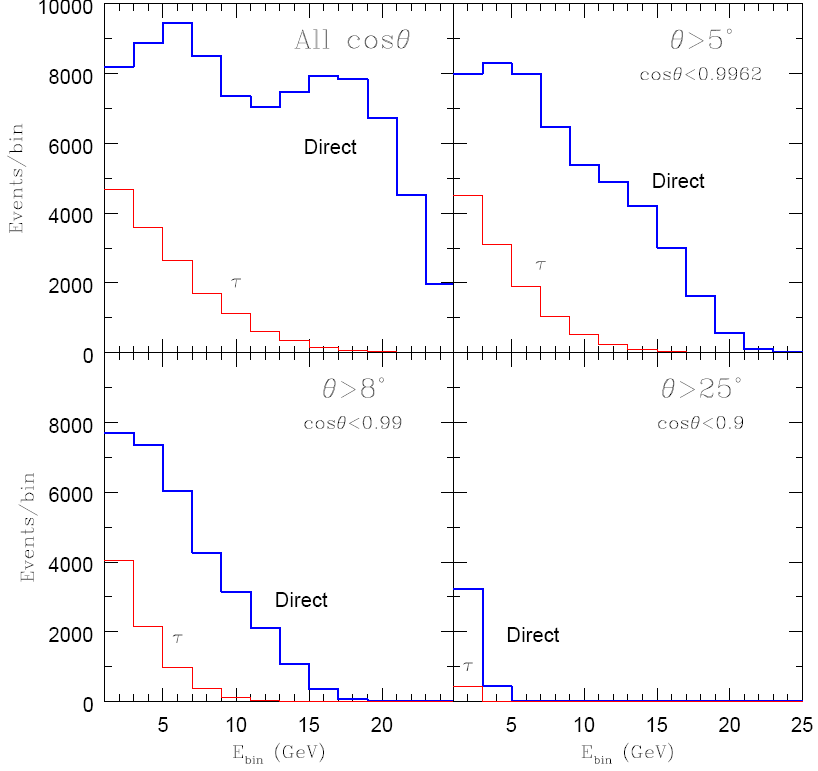 10000
8000
6000
4000
2000
0
Events/bin
All cosθ
Direct
τ
θ>5°
cosθ<0.9962
Direct
τ
8000
6000
4000
2000
0
Events/bin
θ>8°
cosθ<0.99
Direct
τ
5 10 15 20
E_bin (GeV)
θ>25°
cosθ<0.9
Direct
τ
5 10 15 20 25
E_bin (GeV)